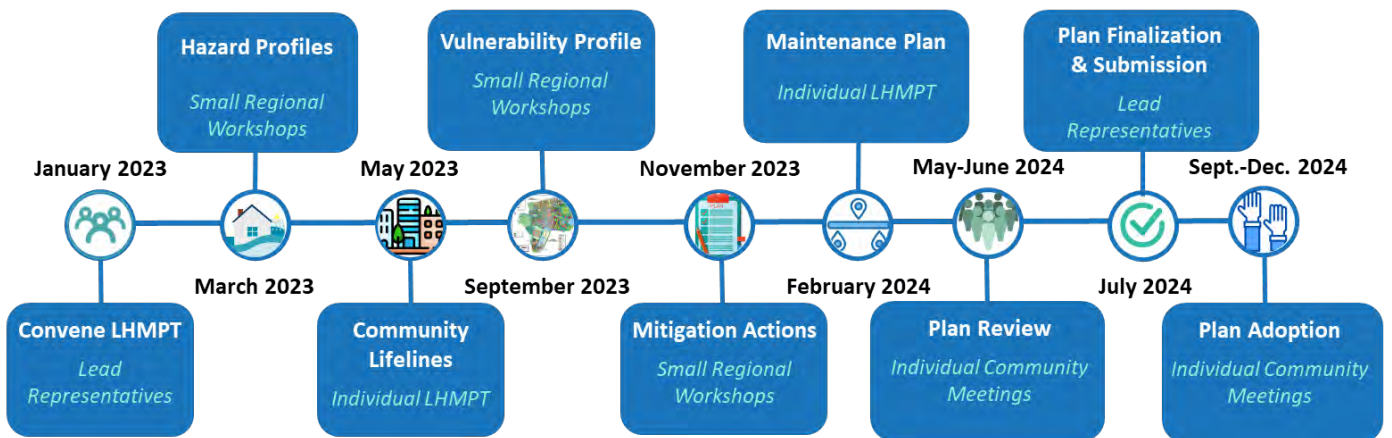 Hazard Profiles
Small Regional
Workshops
Vulnerability Profile
Small Regional
Workshops
Maintenance Plan
Individual LHMPT
Plan Finalization
& Submission
Lead
Representatives
January 2023
May 2023
November 2023
May-June 2024
Sept.-Dec. 2024
March 2023
September 2023
February 2024
July 2024
Convene LHMPT
Lead
Representatives
Community
Lifelines
Individual LHMPT
Mitigation Actions
Small Regional
Workshops
Plan Review
Individual Community
Meetings
Plan Adoption
Individual Community
Meetings